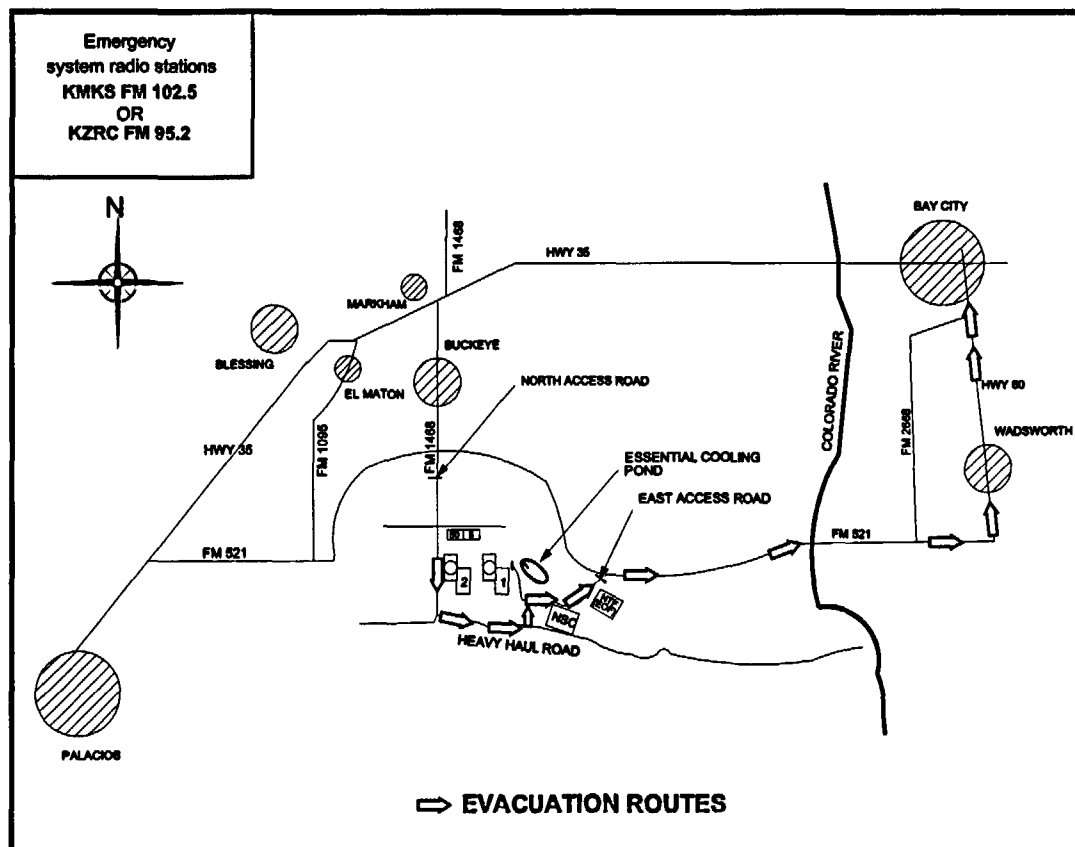 Emergency
system radio stations
KMKS FM 102.5
OR
KZRC FM 95.2
N
BAY CITY
FM 1468
HWY 35
MARKHAM
BLESSING
BUCKEYE
NORTH ACCESS ROAD
EL MATON
COLORADO RIVER
HWY 60
FM 2668
WADSWORTH
HWY 35
FM 1095
FM 1468
ESSENTIAL COOLING
POND
EAST ACCESS ROAD
FM 521
FM 521
2
1
NTF
(EOF)
NSC
HEAVY HAUL ROAD
PALACIOS
EVACUATION ROUTES